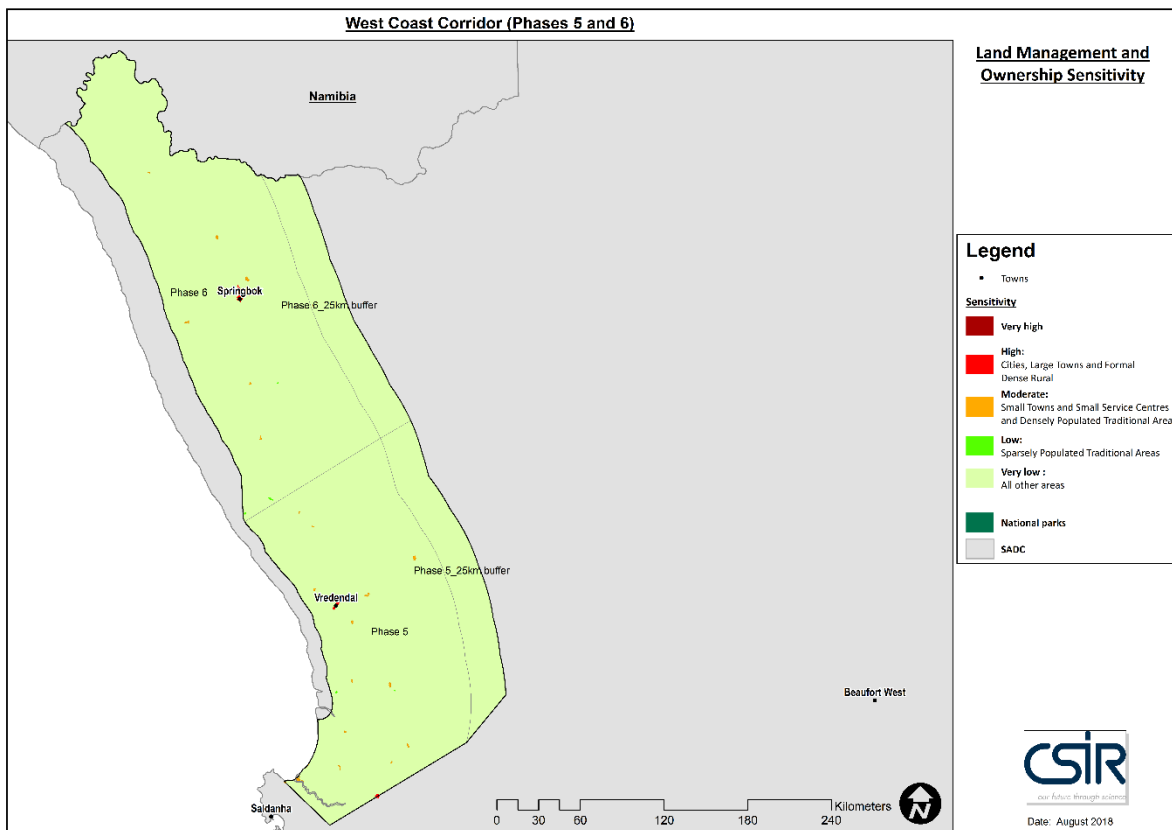 West Coast Corridor (Phases 5 and 6)
Land Management and
Ownership Sensitivity
Namibia
Springbok
Phase 6
Phase 6_25km buffer
Phase 5_25km buffer
Vredendal
Phase 5
Beaufort West
Saldanha
Legend
Towns
Sensitivity
Very high
High:
Cities, Large Towns and Formal
Dense Rural
Moderate:
Small Towns and Small Service Centres
and Densely Populated Traditional Area
Low:
Sparsely Populated Traditional Areas
Very low :
All other areas
National parks
SADC
Kilometers
0 30 60 120 180 240
N
CSIR
our future through science
Date: August 2018